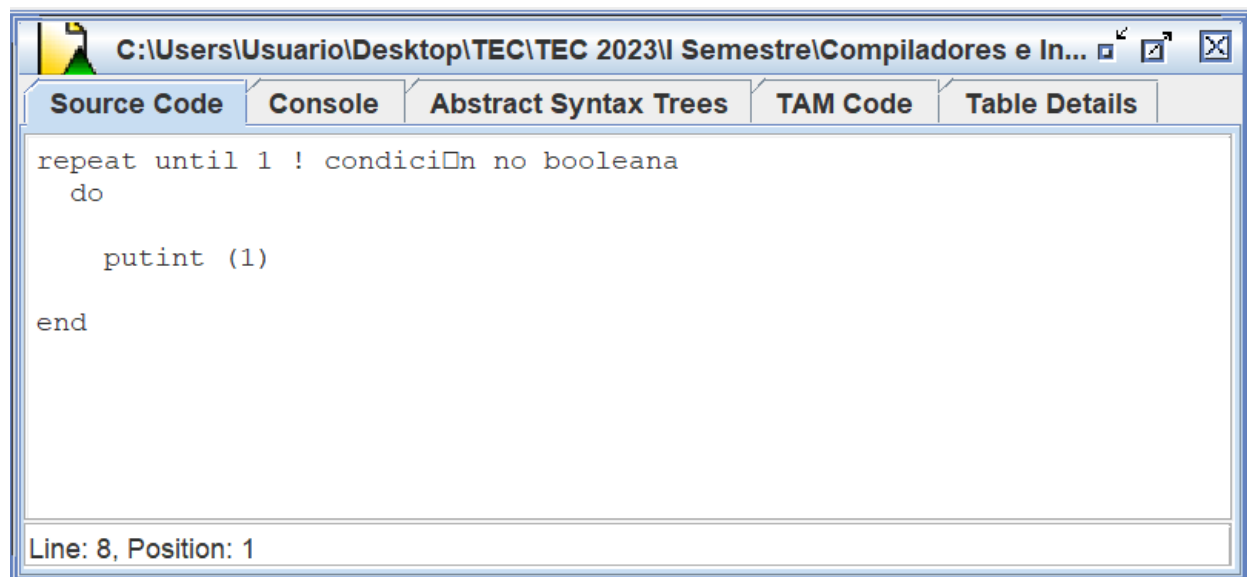 C:\Users\Usuario\Desktop\TEC\TEC 2023\I Semestre\Compiladores e In...
Source Code Console Abstract Syntax Trees TAM Code Table Details
repeat until 1 ! condici□n no booleana
do
putint (1)
end
Line: 8, Position: 1